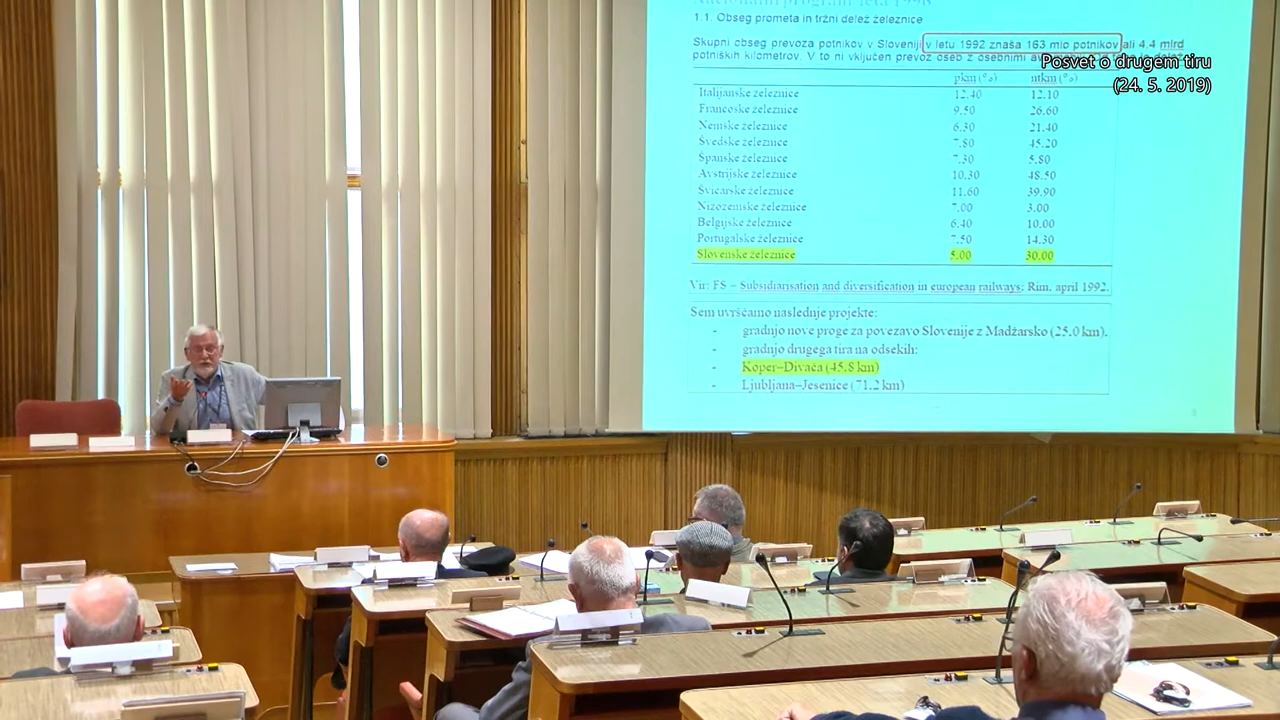 Nacionalni program leta 1996
1.1. Obseg prometa in tržni delež železnice
Skupni obseg prevoza potnikov v Sloveniji v letu 1992 znaša 163 mlo potnikov ali 4.4 mlrd
potniških kilometrov. V to ni vključen prevoz oseb z osebnimi
Posvet o drugem tiru
(24. 5. 2019)
pkm (%) ntkm (%)
Italijanske železnice 12.40 12.10
Francoske železnice 9.50 26.60
Nemške železnice 6.30 21.40
Švedske železnice 7.80 45.20
Španske železnice 7.30 5.80
Avstrijske železnice 10.30 48.50
Švicarske železnice 11.60 39.90
Nizozemske železnice 7.00 3.00
Belgijske železnice 6.40 10.00
Portugalske železnice 7.50 14.30
Slovenske železnice 5.00 30.00
Vir: FS – Subsidiarisation and diversification in european railways; Rim, april 1992.
Sem uvrščamo naslednje projekte:
- gradnjo nove proge za povezavo Slovenije z Madžarsko (25.0 km).
- gradnjo drugega tira na odsekih:
- Koper–Divača (45.8 km)
- Ljubljana–Jesenice (71.2 km)